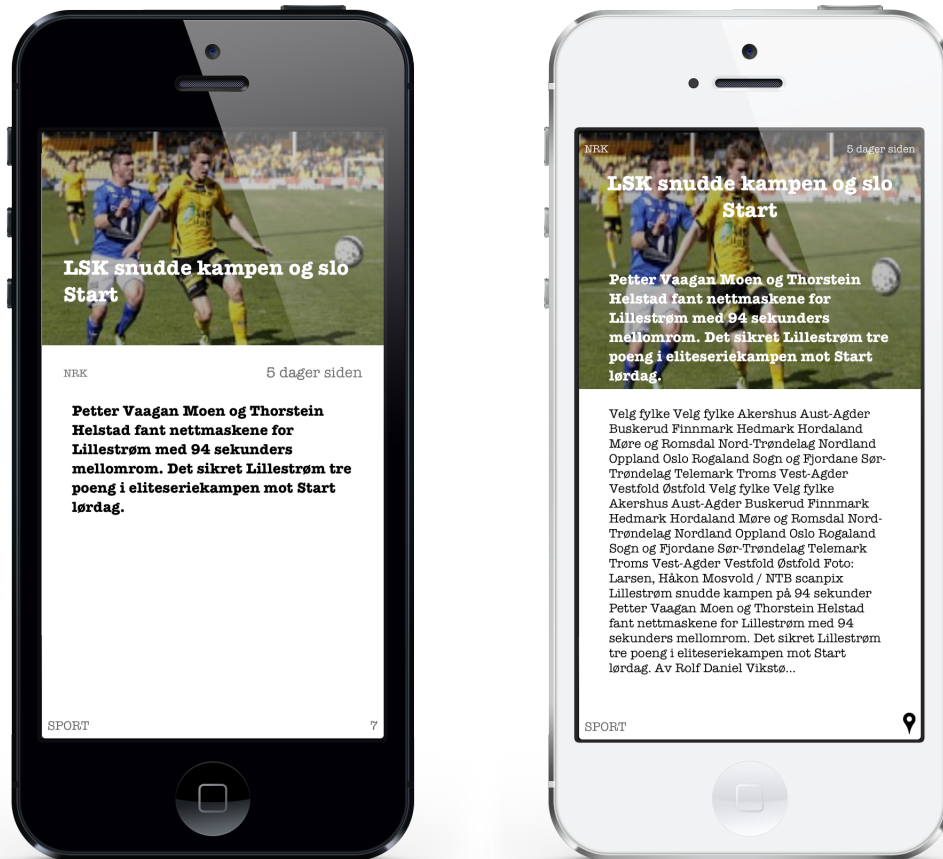 LSK snudde kampen og slo
Start
NRK
5 dager siden
Petter Vaagan Moen og Thorstein
Helstad fant nettmaskene for
Lillestrøm med 94 sekunders
mellomrom. Det sikret Lillestrøm tre
poeng i eliteseriekampen mot Start
lørdag.
SPORT
7
NRK
5 dager siden
LSK snudde kampen og slo
Start
Petter Vaagan Moen og Thorstein
Helstad fant nettmaskene for
Lillestrøm med 94 sekunders
mellomrom. Det sikret Lillestrøm tre
poeng i eliteseriekampen mot Start
lørdag.
Velg fylke Velg fylke Akershus Aust-Agder
Buskerud Finnmark Hedmark Hordaland
Møre og Romsdal Nord-Trøndelag Nordland
Oppland Oslo Rogaland Sogn og Fjordane Sør-
Trøndelag Telemark Troms Vest-Agder
Vestfold Østfold Velg fylke Velg fylke
Akershus Aust-Agder Buskerud Finnmark
Hedmark Hordaland Møre og Romsdal Nord-
Trøndelag Nordland Oppland Oslo Rogaland
Sogn og Fjordane Sør-Trøndelag Telemark
Troms Vest-Agder Vestfold Østfold Foto:
Larsen, Håkon Mosvold / NTB scanpix
Lillestrøm snudde kampen på 94 sekunder
Petter Vaagan Moen og Thorstein Helstad
fant nettmaskene for Lillestrøm med 94
sekunders mellomrom. Det sikret Lillestrøm
tre poeng i eliteseriekampen mot Start
lørdag. Av Rolf Daniel Vikstø...
SPORT